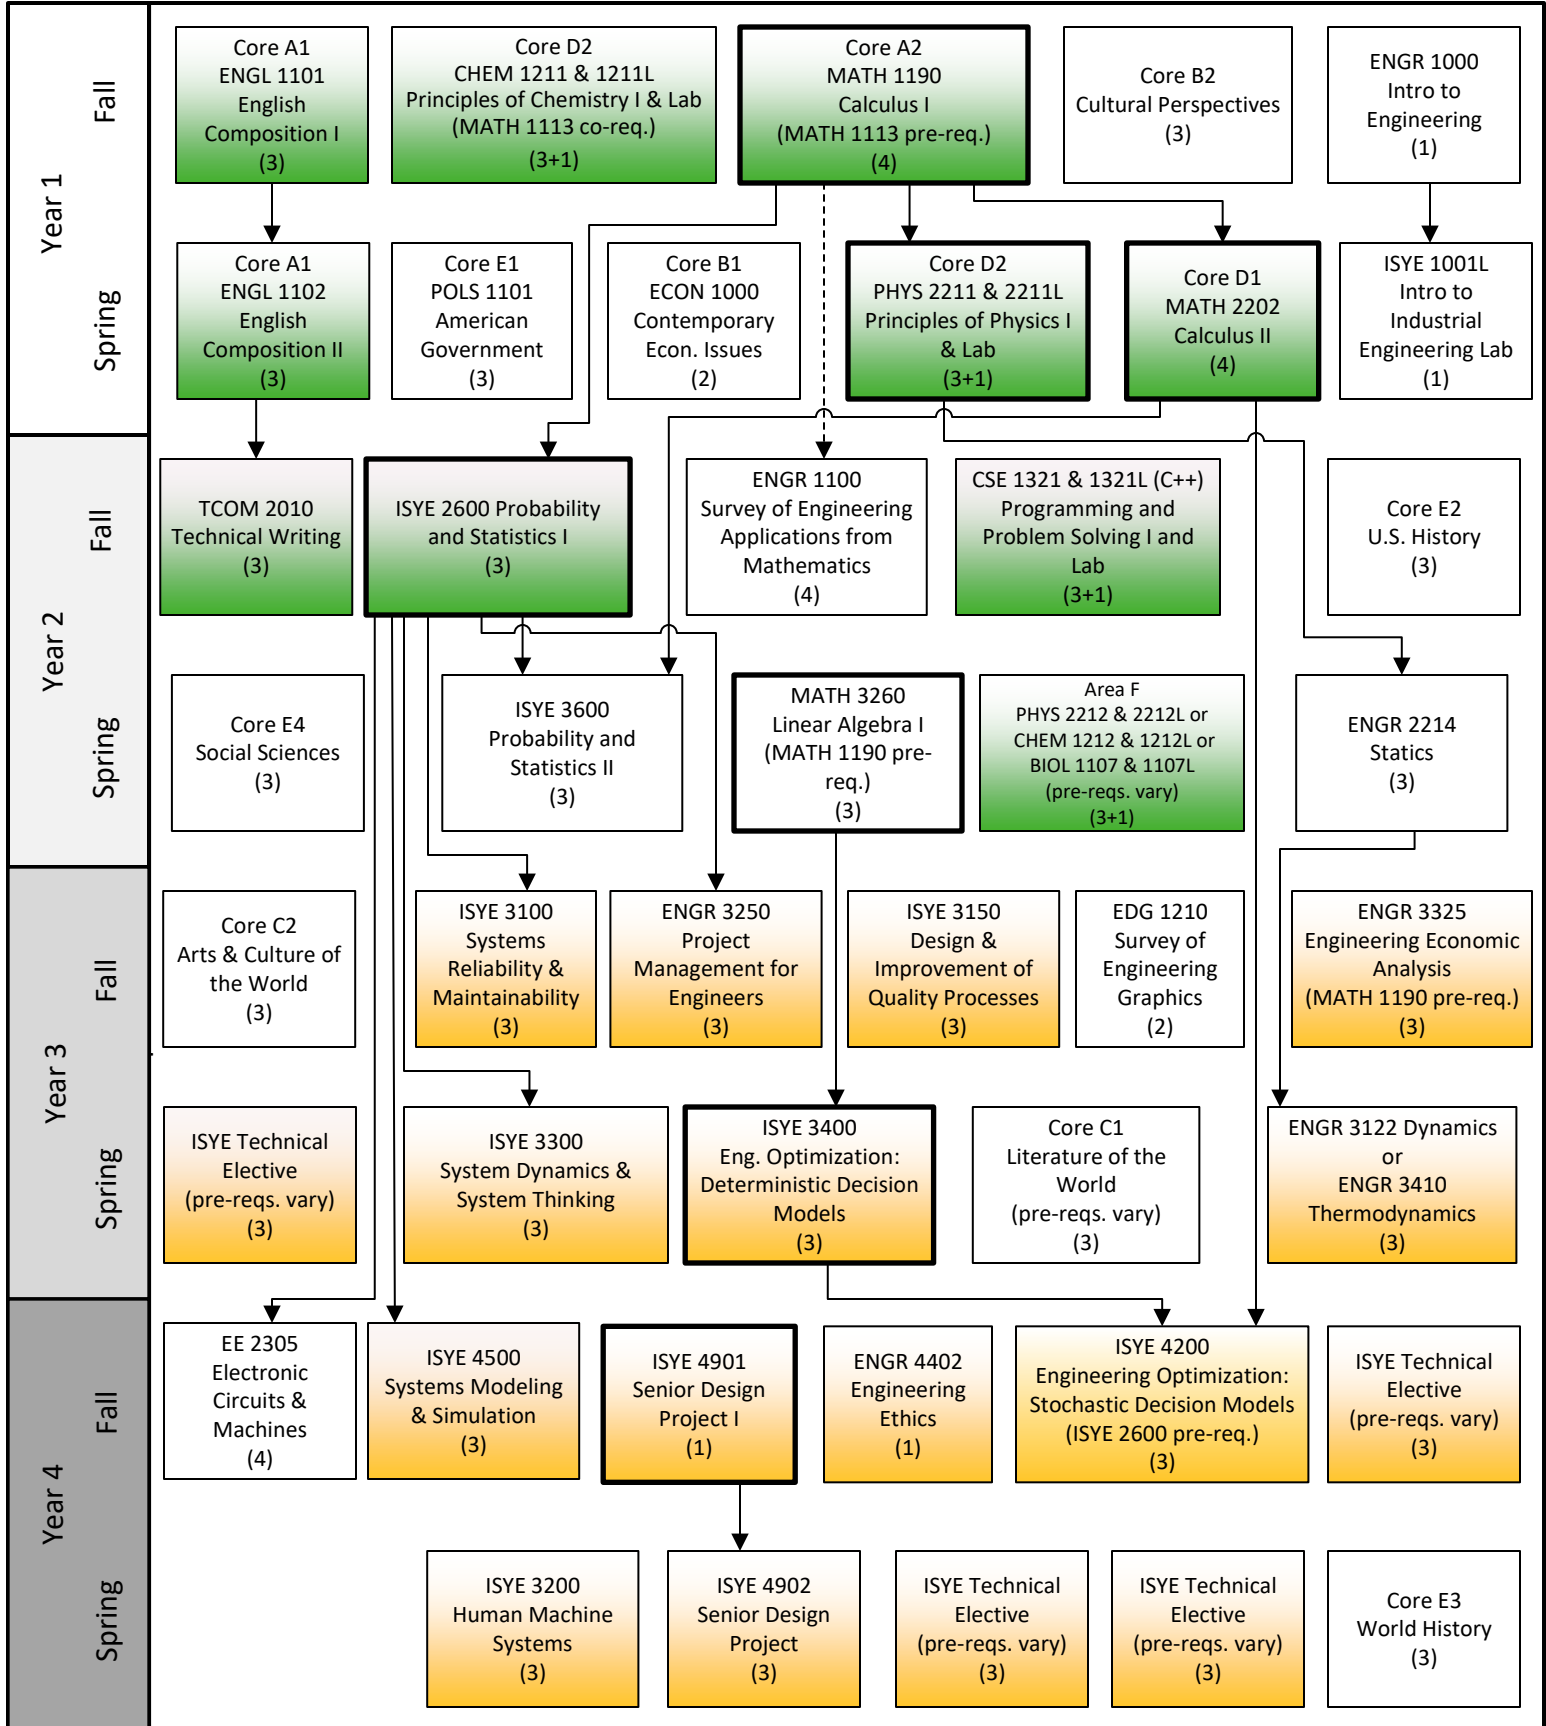 Year 1
Fall
Core A1
ENGL 1101
English
Composition I
(3)
Core D2
CHEM 1211 & 1211L
Principles of Chemistry I & Lab
(MATH 1113 co-req.)
(3+1)
Core A2
MATH 1190
Calculus I
(MATH 1113 pre-req.)
(4)
Core B2
Cultural Perspectives
(3)
ENGR 1000
Intro to
Engineering
(1)
Spring
Core A1
ENGL 1102
English
Composition II
(3)
Core E1
POLS 1101
American
Government
(3)
Core B1
ECON 1000
Contemporary
Econ. Issues
(2)
Core D2
PHYS 2211 & 2211L
Principles of Physics I
& Lab
(3+1)
Core D1
MATH 2202
Calculus II
(4)
ISYE 1001L
Intro to
Industrial
Engineering Lab
(1)
Year 2
Fall
TCOM 2010
Technical Writing
(3)
ISYE 2600 Probability
and Statistics I
(3)
ENGR 1100
Survey of Engineering
Applications from
Mathematics
(4)
CSE 1321 & 1321L (C++)
Programming and
Problem Solving I and
Lab
(3+1)
Core E2
U.S. History
(3)
Spring
Core E4
Social Sciences
(3)
ISYE 3600
Probability and
Statistics II
(3)
MATH 3260
Linear Algebra I
(MATH 1190 pre-
req.)
(3)
Area F
PHYS 2212 & 2212L or
CHEM 1212 & 1212L or
BIOL 1107 & 1107L
(pre-reqs. vary)
(3+1)
ENGR 2214
Statics
(3)
Year 3
Fall
Core C2
Arts & Culture of
the World
(3)
ISYE 3100
Systems
Reliability &
Maintainability
(3)
ENGR 3250
Project
Management for
Engineers
(3)
ISYE 3150
Design &
Improvement of
Quality Processes
(3)
EDG 1210
Survey of
Engineering
Graphics
(2)
ENGR 3325
Engineering Economic
Analysis
(MATH 1190 pre-req.)
(3)
Spring
ISYE Technical
Elective
(pre-reqs. vary)
(3)
ISYE 3300
System Dynamics &
System Thinking
(3)
ISYE 3400
Eng. Optimization:
Deterministic Decision
Models
(3)
Core C1
Literature of the
World
(pre-reqs. vary)
(3)
ENGR 3122 Dynamics
or
ENGR 3410
Thermodynamics
(3)
Year 4
Fall
EE 2305
Electronic
Circuits &
Machines
(4)
ISYE 4500
Systems Modeling
& Simulation
(3)
ISYE 4901
Senior Design
Project I
(1)
ENGR 4402
Engineering
Ethics
(1)
ISYE 4200
Engineering Optimization:
Stochastic Decision Models
(ISYE 2600 pre-req.)
(3)
ISYE Technical
Elective
(pre-reqs. vary)
(3)
Spring
ISYE 3200
Human Machine
Systems
(3)
ISYE 4902
Senior Design
Project
(3)
ISYE Technical
Elective
(pre-reqs. vary)
(3)
ISYE Technical
Elective
(pre-reqs. vary)
(3)
Core E3
World History
(3)